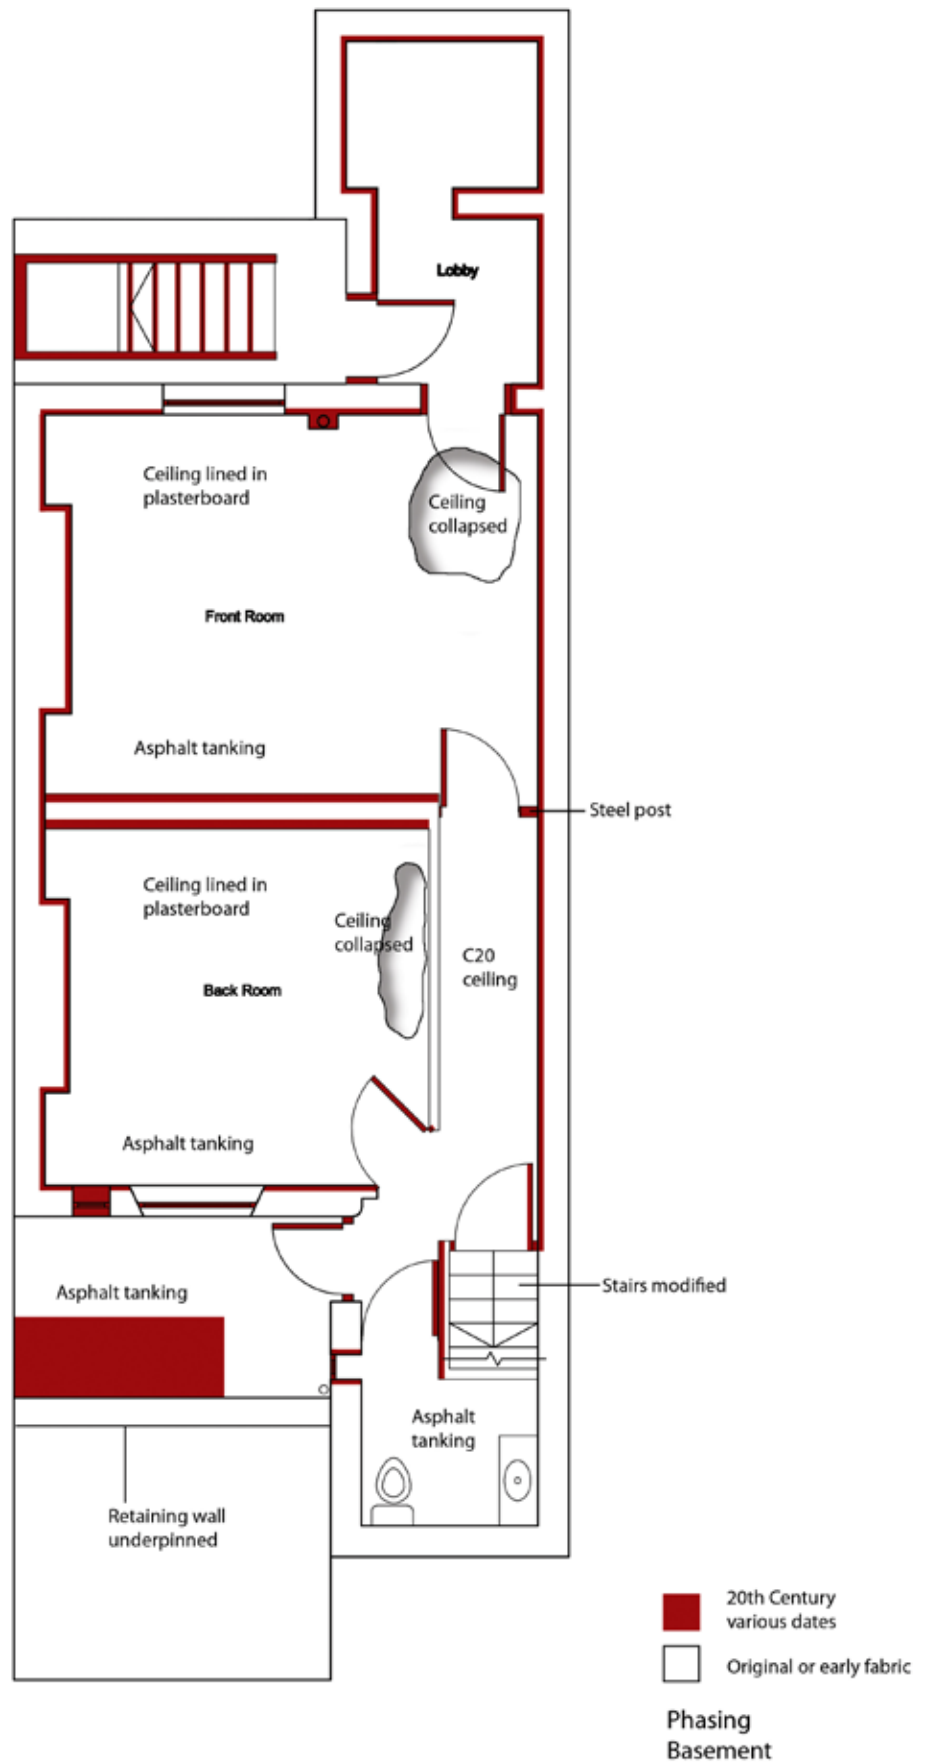 Lobby
Ceiling lined in
plasterboard
Ceiling
collapsed
Front Room
Asphalt tanking
Steel post
Ceiling lined in
plasterboard
Ceiling
collapsed
C20
ceiling
Back Room
Asphalt tanking
Stairs modified
Asphalt tanking
Asphalt
tanking
Retaining wall
underpinned
20th Century
various dates
Original or early fabric
Phasing
Basement